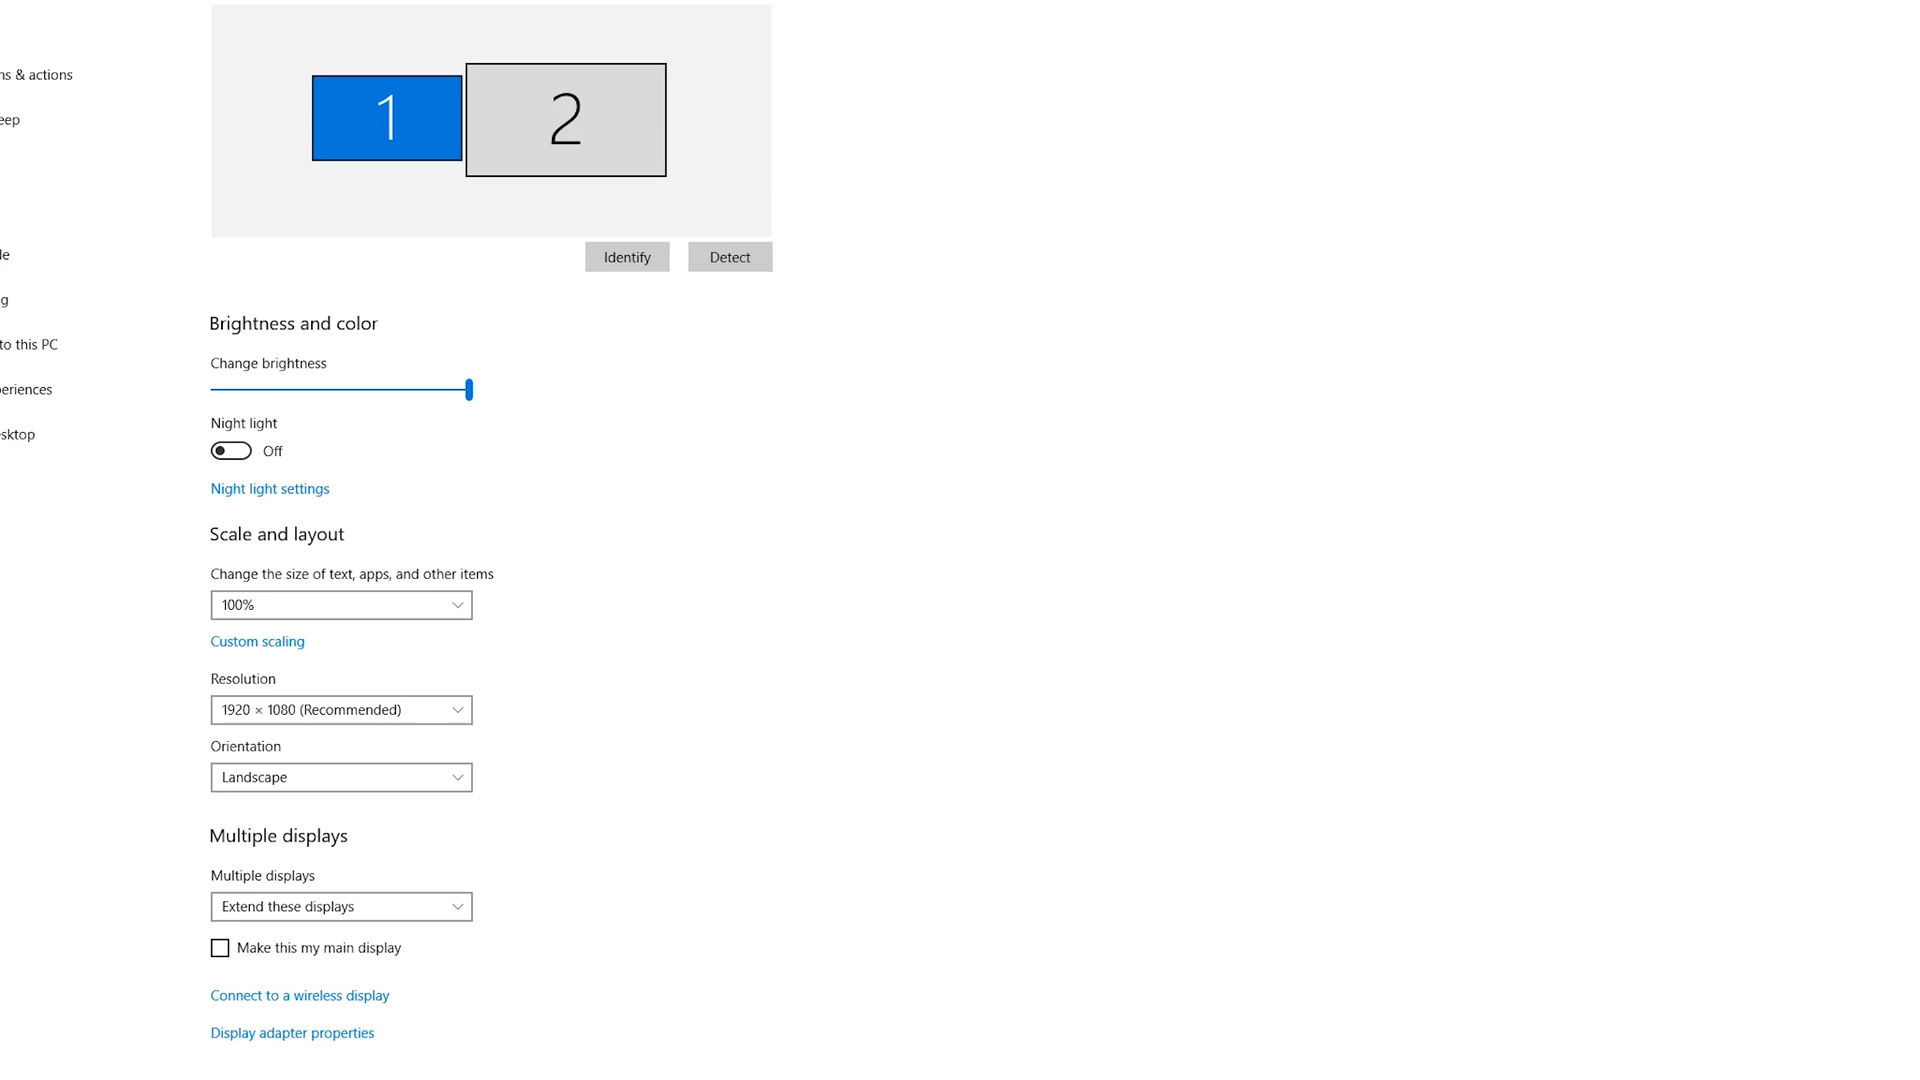 1
2
ns & actions
eep
Identify
Detect
le
g
Brightness and color
to this PC
Change brightness
periences
Night light
sktop
Off
Night light settings
Scale and layout
Change the size of text, apps, and other items
100%
Custom scaling
Resolution
1920 × 1080 (Recommended)
Orientation
Landscape
Multiple displays
Multiple displays
Extend these displays
Make this my main display
Connect to a wireless display
Display adapter properties